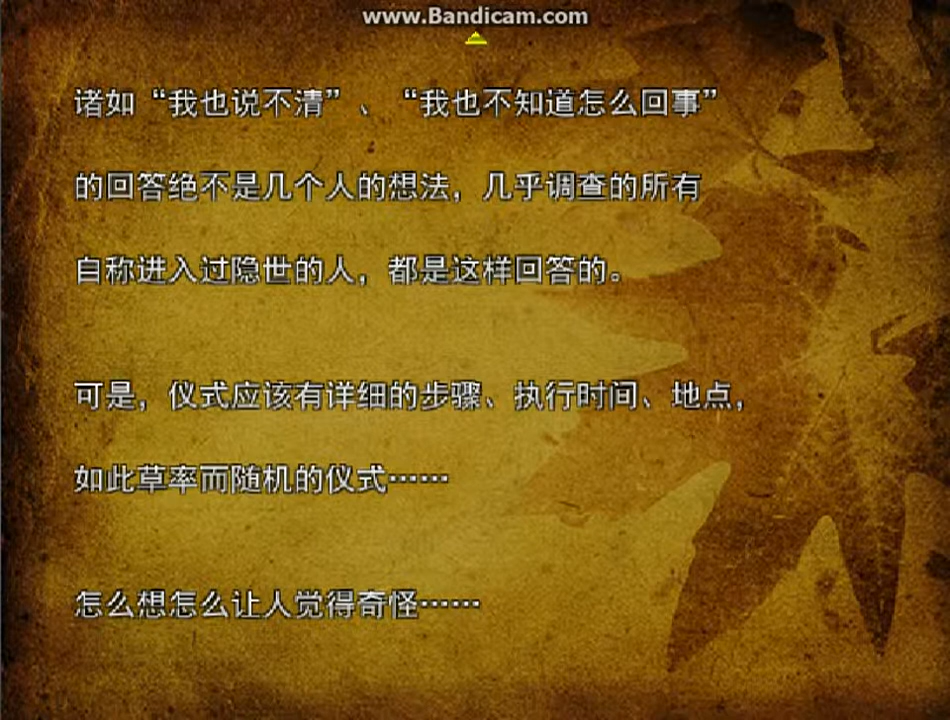 www.Bandicam.com
诸如“我也说不清”、“我也不知道怎么回事”
的回答绝不是几个人的想法，几乎调查的所有
自称进入过隐世的人，都是这样回答的。
可是，仪式应该有详细的步骤、执行时间、地点，
如此草率而随机的仪式……
怎么想怎么让人觉得奇怪……